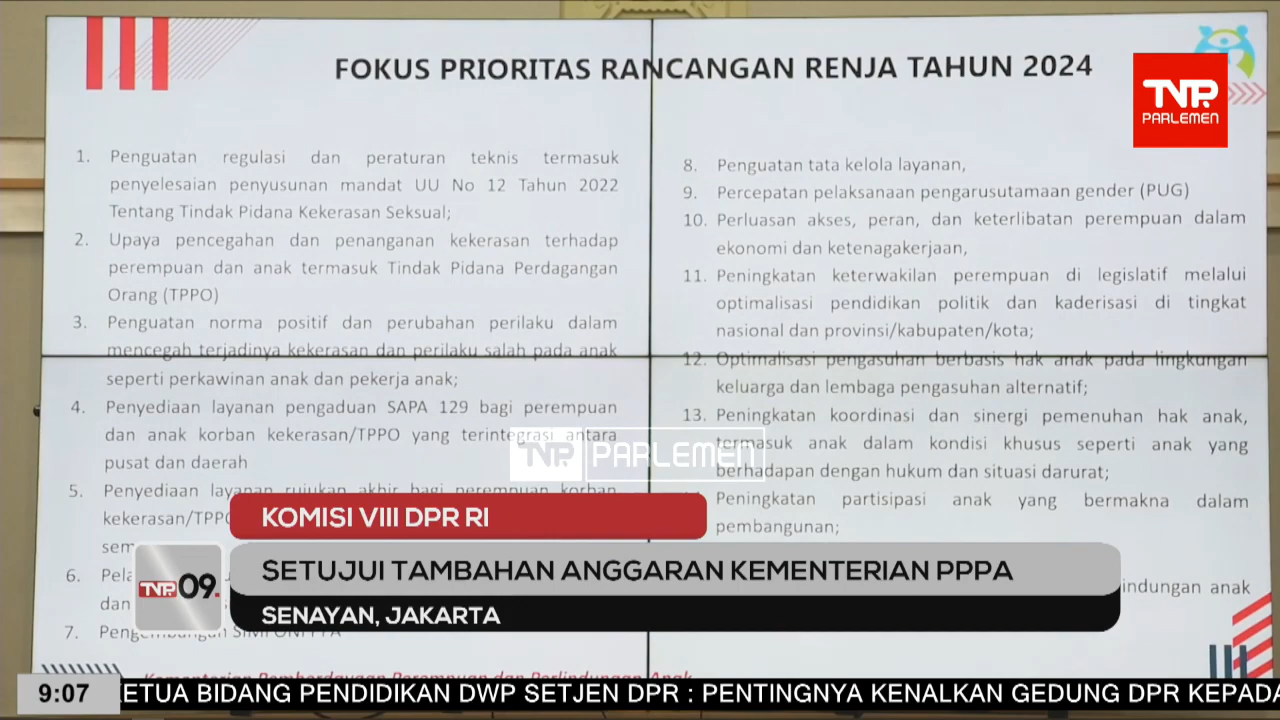 FOKUS PRIORITAS RANCANGAN RENJA TAHUN 2024
TVR
PARLEMEN
1. Penguatan regulasi dan peraturan teknis termasuk
penyelesaian penyusunan mandat UU No 12 Tahun 2022
Tentang Tindak Pidana Kekerasan Seksual;
2. Upaya pencegahan dan penanganan kekerasan terhadap
perempuan dan anak termasuk Tindak Pidana Perdagangan
Orang (TPPO)
3. Penguatan norma positif dan perubahan perilaku dalam
mencegah terjadinya kekerasan dan perilaku salah pada anak
seperti perkawinan anak dan pekerja anak;
4. Penyediaan layanan pengaduan SAPA 129 bagi perempuan
dan anak korban kekerasan/TPPO yang terintegrasi antara
pusat dan daerah
5. Penyediaan layanan rujukan akhir bagi perempuan korban
kekerasan/TPPO
6.
dan
7.
8. Penguatan tata kelola layanan,
9. Percepatan pelaksanaan pengarusutamaan gender (PUG)
10. Perluasan akses, peran, dan keterlibatan perempuan dalam
ekonomi dan ketenagakerjaan,
11. Peningkatan keterwakilan perempuan di legislatif melalui
optimalisasi pendidikan politik dan kaderisasi di tingkat
nasional dan provinsi/kabupaten/kota;
12. Optimalisasi pengasuhan berbasis hak anak pada lingkungan
keluarga dan lembaga pengasuhan alternatif;
13. Peningkatan koordinasi dan sinergi pemenuhan hak anak,
termasuk anak dalam kondisi khusus seperti anak yang
berhadapan dengan hukum dan situasi darurat;
Peningkatan partisipasi anak yang bermakna dalam
pembangunan;
anak
Kementerian Pemberdayaan Perempuan dan Perlindungan Anak
TVR PARLEMEN
KOMISI VIII DPR RI
TVR 09.
SETUJUI TAMBAHAN ANGGARAN KEMENTERIAN PPPA
SENAYAN, JAKARTA
9:07
ETUA BIDANG PENDIDIKAN DWP SETJEN DPR : PENTINGNYA KENALKAN GEDUNG DPR KEPADA